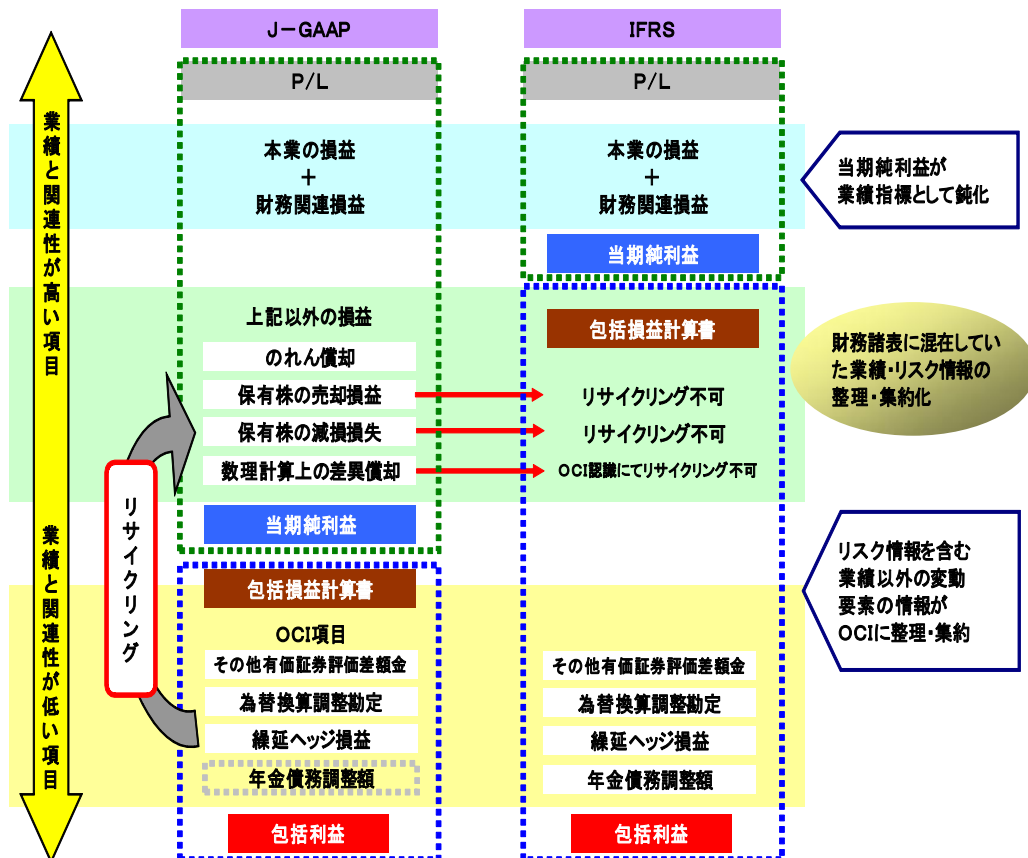 J-GAAP
IFRS
P/L
P/L
業績と関連性が高い項目
業績と関連性が低い項目
本業の損益
+
財務関連損益
本業の損益
+
財務関連損益
当期純利益
当期純利益が
業績指標として鈍化
上記以外の損益
のれん償却
保有株の売却損益
保有株の減損損失
数理計算上の差異償却
当期純利益
包括損益計算書
リサイクリング不可
リサイクリング不可
OCI認識にてリサイクリング不可
財務諸表に混在してい
た業績・リスク情報の
整理・集約化
リサイクリング
包括損益計算書
OCI項目
その他有価証券評価差額金
為替換算調整勘定
繰延ヘッジ損益
年金債務調整額
包括利益
その他有価証券評価差額金
為替換算調整勘定
繰延ヘッジ損益
年金債務調整額
包括利益
リスク情報を含む
業績以外の変動
要素の情報が
OCIに整理・集約